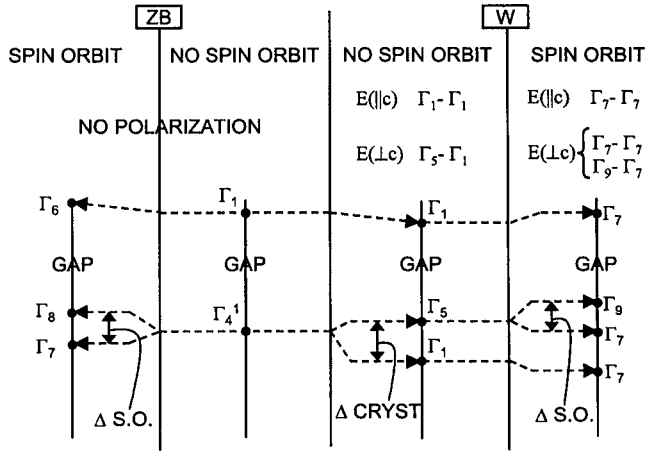 ZB
W
SPIN ORBIT
NO SPIN ORBIT
NO SPIN ORBIT
SPIN ORBIT
E(||c) Γ1-Γ1
E(||c) Γ7-Γ7
NO POLARIZATION
E(⊥c) Γ5-Γ1
E(⊥c) { Γ7-Γ7
Γ9-Γ7
Γ6
Γ1
Γ1
Γ7
GAP
GAP
GAP
GAP
Γ8
Γ4¹
Γ5
Γ9
Γ7
Γ1
Γ7
Γ7
Δ S.O.
Δ CRYST
Δ S.O.